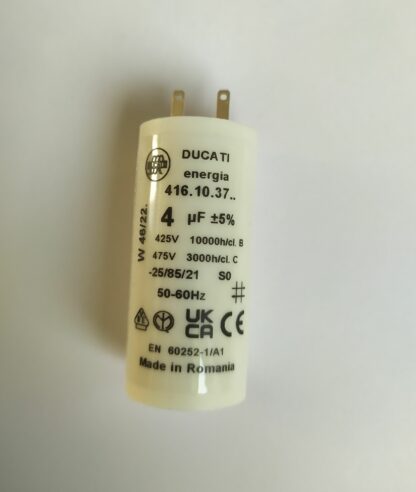 DUCATI
energia
416.10.37..
4 µF ±5%
425V 10000h/cl. B
475V 3000h/cl. C
-25/85/21 S0
50-60Hz
UK
CA CE
EN 60252-1/A1
Made in Romania
W 46/22.